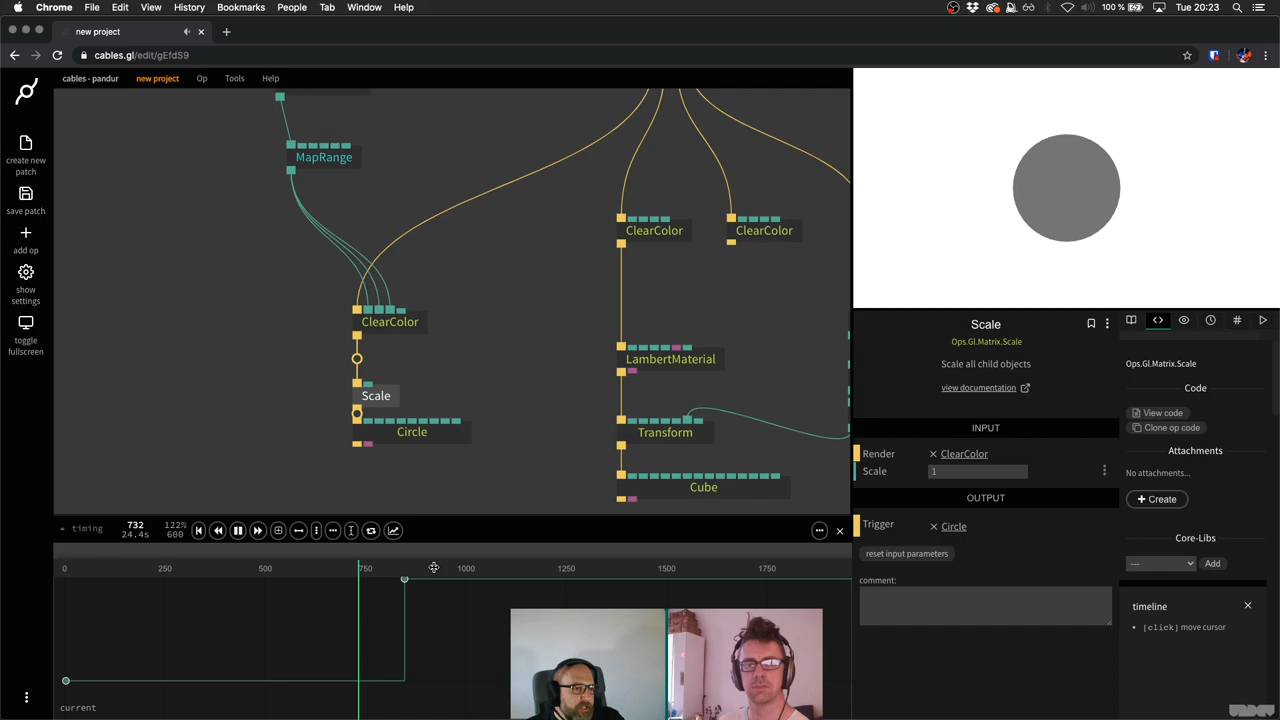 Chrome File Edit View History Bookmarks People Tab Window Help
100 % Tue 20:23
new project
cables.gl/edit/gEfdS9
cables - pandur new project Op Tools Help
create new
patch
save patch
add op
show
settings
toggle
fullscreen
MapRange
ClearColor
ClearColor
ClearColor
LambertMaterial
Scale
Circle
Transform
Cube
Scale
Ops.Gl.Matrix.Scale
Scale all child objects
view documentation
INPUT
Render ClearColor
Scale 1
OUTPUT
Trigger Circle
reset input parameters
comment:
Ops.Gl.Matrix.Scale
Code
View code
Clone op code
Attachments
No attachments...
+ Create
Core-Libs
--- Add
timeline
[click] move cursor
timing 732 122%
24.4s 600
0 250 500 750 1000 1250 1500 1750
current